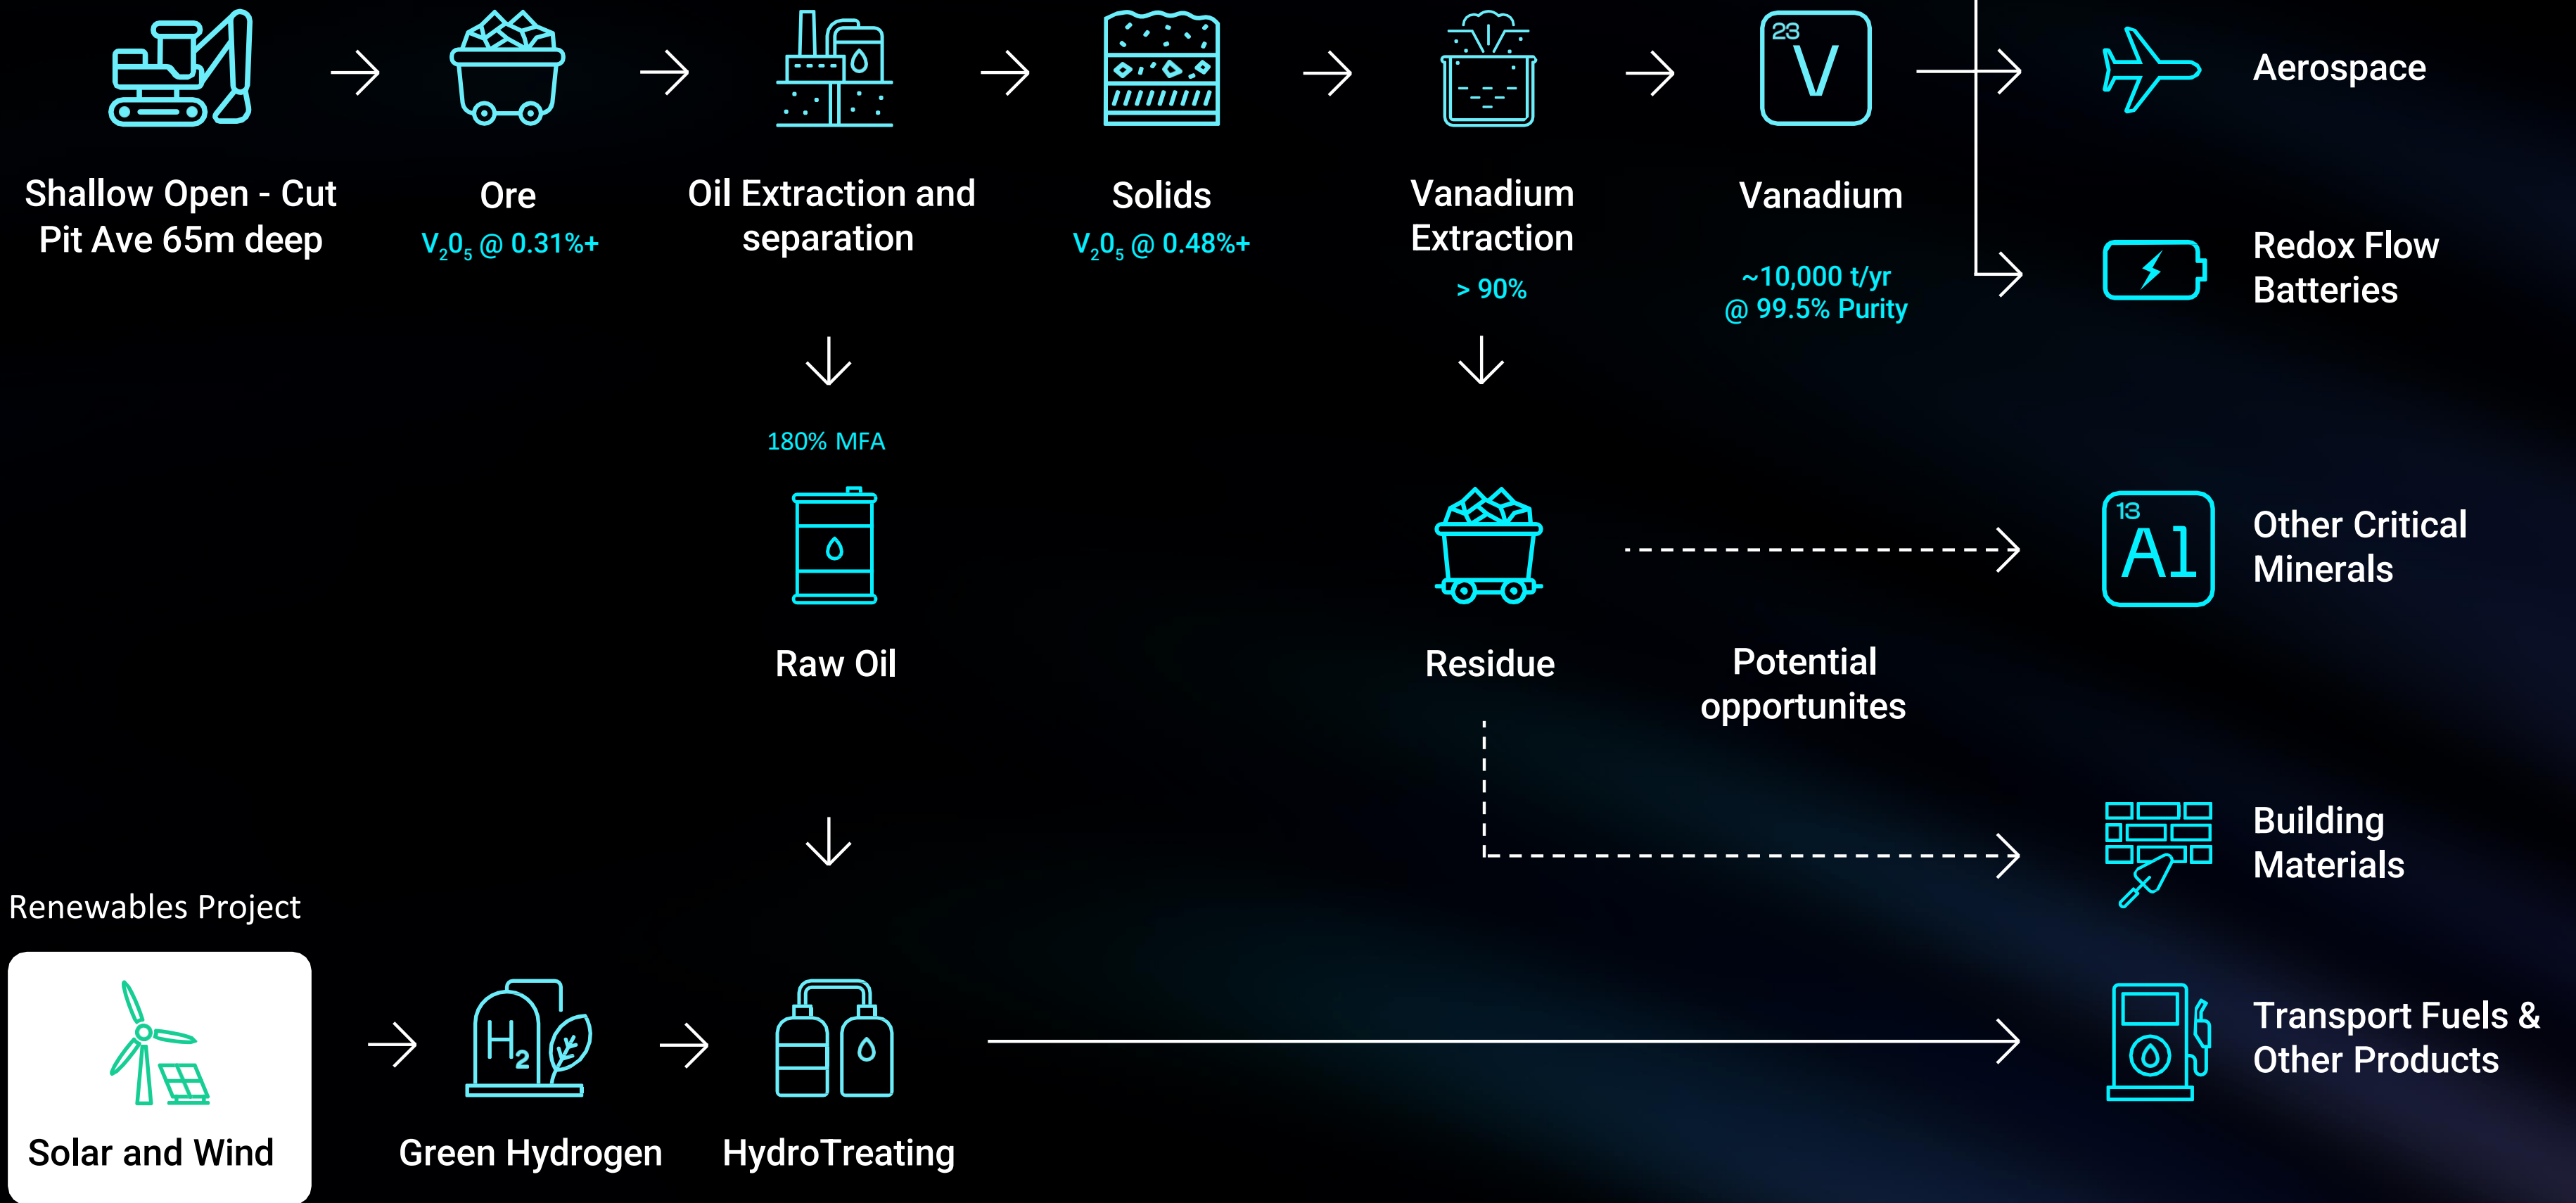 23
V
Aerospace
Shallow Open - Cut
Pit Ave 65m deep
Ore
V₂0₅ @ 0.31%+
Oil Extraction and
separation
Solids
V₂0₅ @ 0.48%+
Vanadium
Extraction
> 90%
Vanadium
~10,000 t/yr
@ 99.5% Purity
Redox Flow
Batteries
180% MFA
Raw Oil
Residue
Potential
opportunites
13
Al
Other Critical
Minerals
Building
Materials
Renewables Project
Solar and Wind
H₂
Green Hydrogen
HydroTreating
Transport Fuels &
Other Products